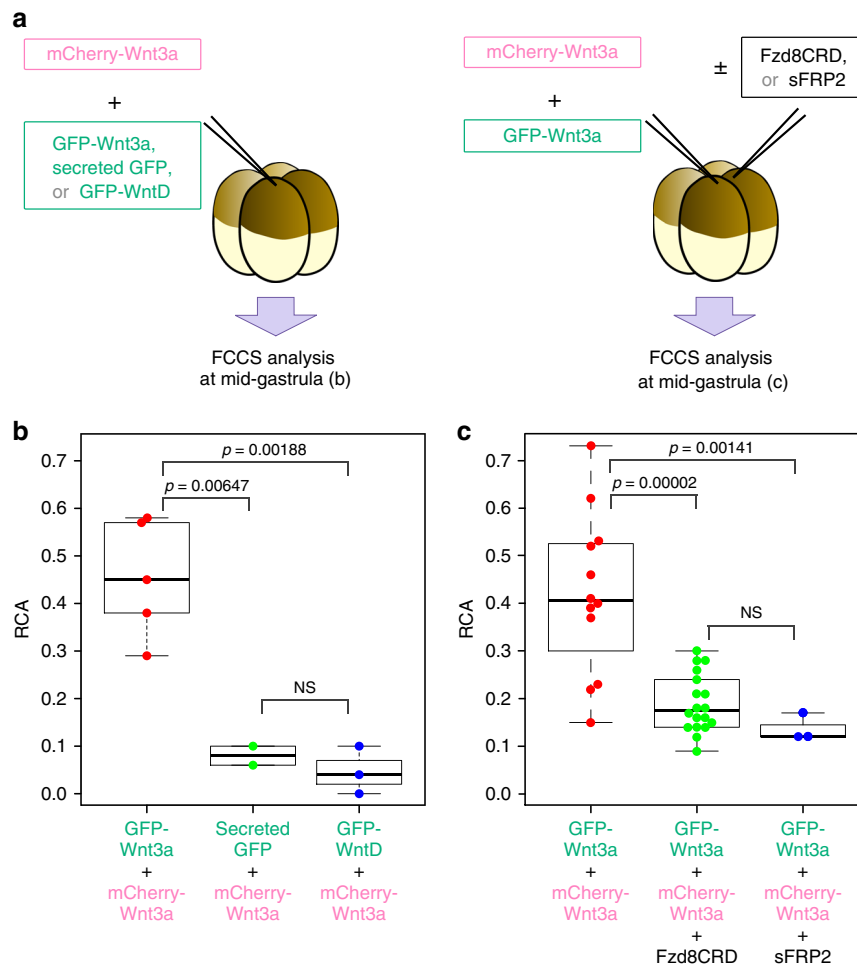 a
mCherry-Wnt3a
+
GFP-Wnt3a,
secreted GFP,
or GFP-WntD
FCCS analysis
at mid-gastrula (b)
mCherry-Wnt3a
+
GFP-Wnt3a
±
Fzd8CRD,
or sFRP2
FCCS analysis
at mid-gastrula (c)
b
RCA
0.7
0.6
0.5
0.4
0.3
0.2
0.1
0.0
p = 0.00188
p = 0.00647
NS
GFP-
Wnt3a
+
mCherry-
Wnt3a
Secreted
GFP
+
mCherry-
Wnt3a
GFP-
WntD
+
mCherry-
Wnt3a
c
RCA
0.7
0.6
0.5
0.4
0.3
0.2
0.1
0.0
p = 0.00141
p = 0.00002
NS
GFP-
Wnt3a
+
mCherry-
Wnt3a
GFP-
Wnt3a
+
mCherry-
Wnt3a
+
Fzd8CRD
GFP-
Wnt3a
+
mCherry-
Wnt3a
+
sFRP2